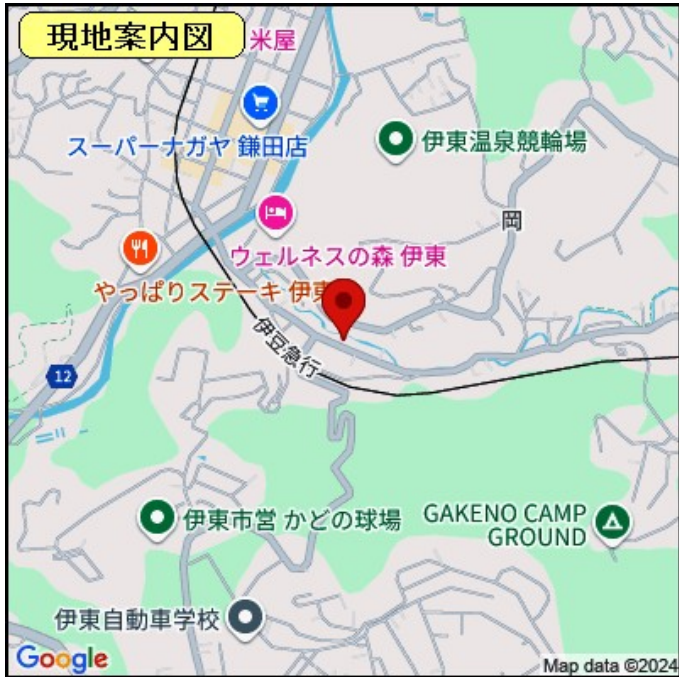 現地案内図
米屋
スーパーナガヤ 鎌田店
伊東温泉競輪場
岡
ウェルネスの森 伊東
やっぱりステーキ 伊東
伊豆急行
12
伊東市営 かどの球場
GAKENO CAMP
GROUND
伊東自動車学校
Google
Map data ©2024